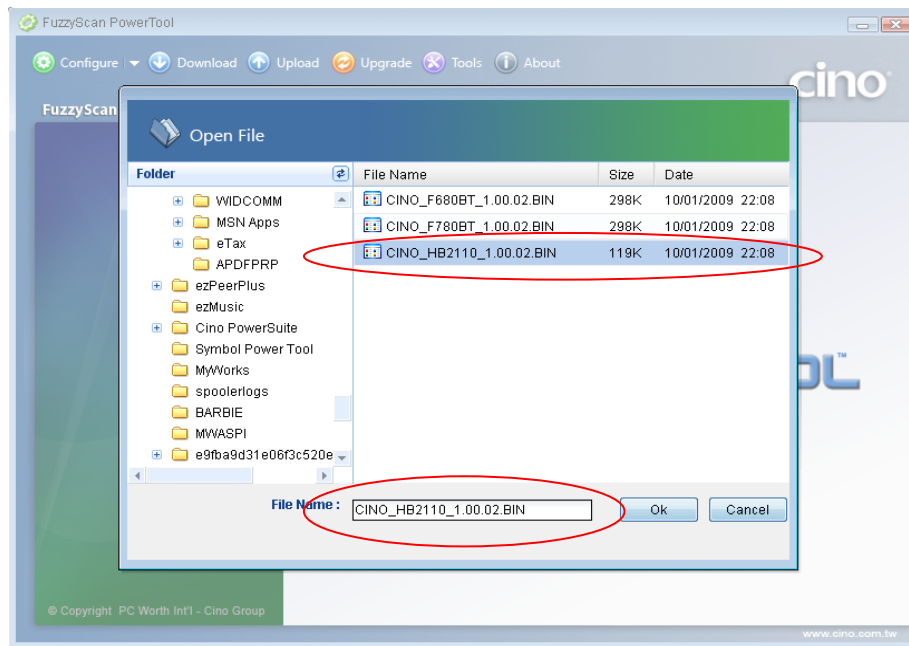 FuzzyScan PowerTool
Configure Download Upload Upgrade Tools About
cino
FuzzyScan
Open File
Folder
WIDCOMM
MSN Apps
eTax
APDFPRP
ezPeerPlus
ezMusic
Cino PowerSuite
Symbol Power Tool
MyWorks
spoolerlogs
BARBIE
MWASPI
e9fba9d31e06f3c520e
File Name Size Date
CINO_F680BT_1.00.02.BIN 298K 10/01/2009 22:08
CINO_F780BT_1.00.02.BIN 298K 10/01/2009 22:08
CINO_HB2110_1.00.02.BIN 119K 10/01/2009 22:08
File Name : CINO_HB2110_1.00.02.BIN Ok Cancel
© Copyright PC Worth Int'l - Cino Group
www.cino.com.tw